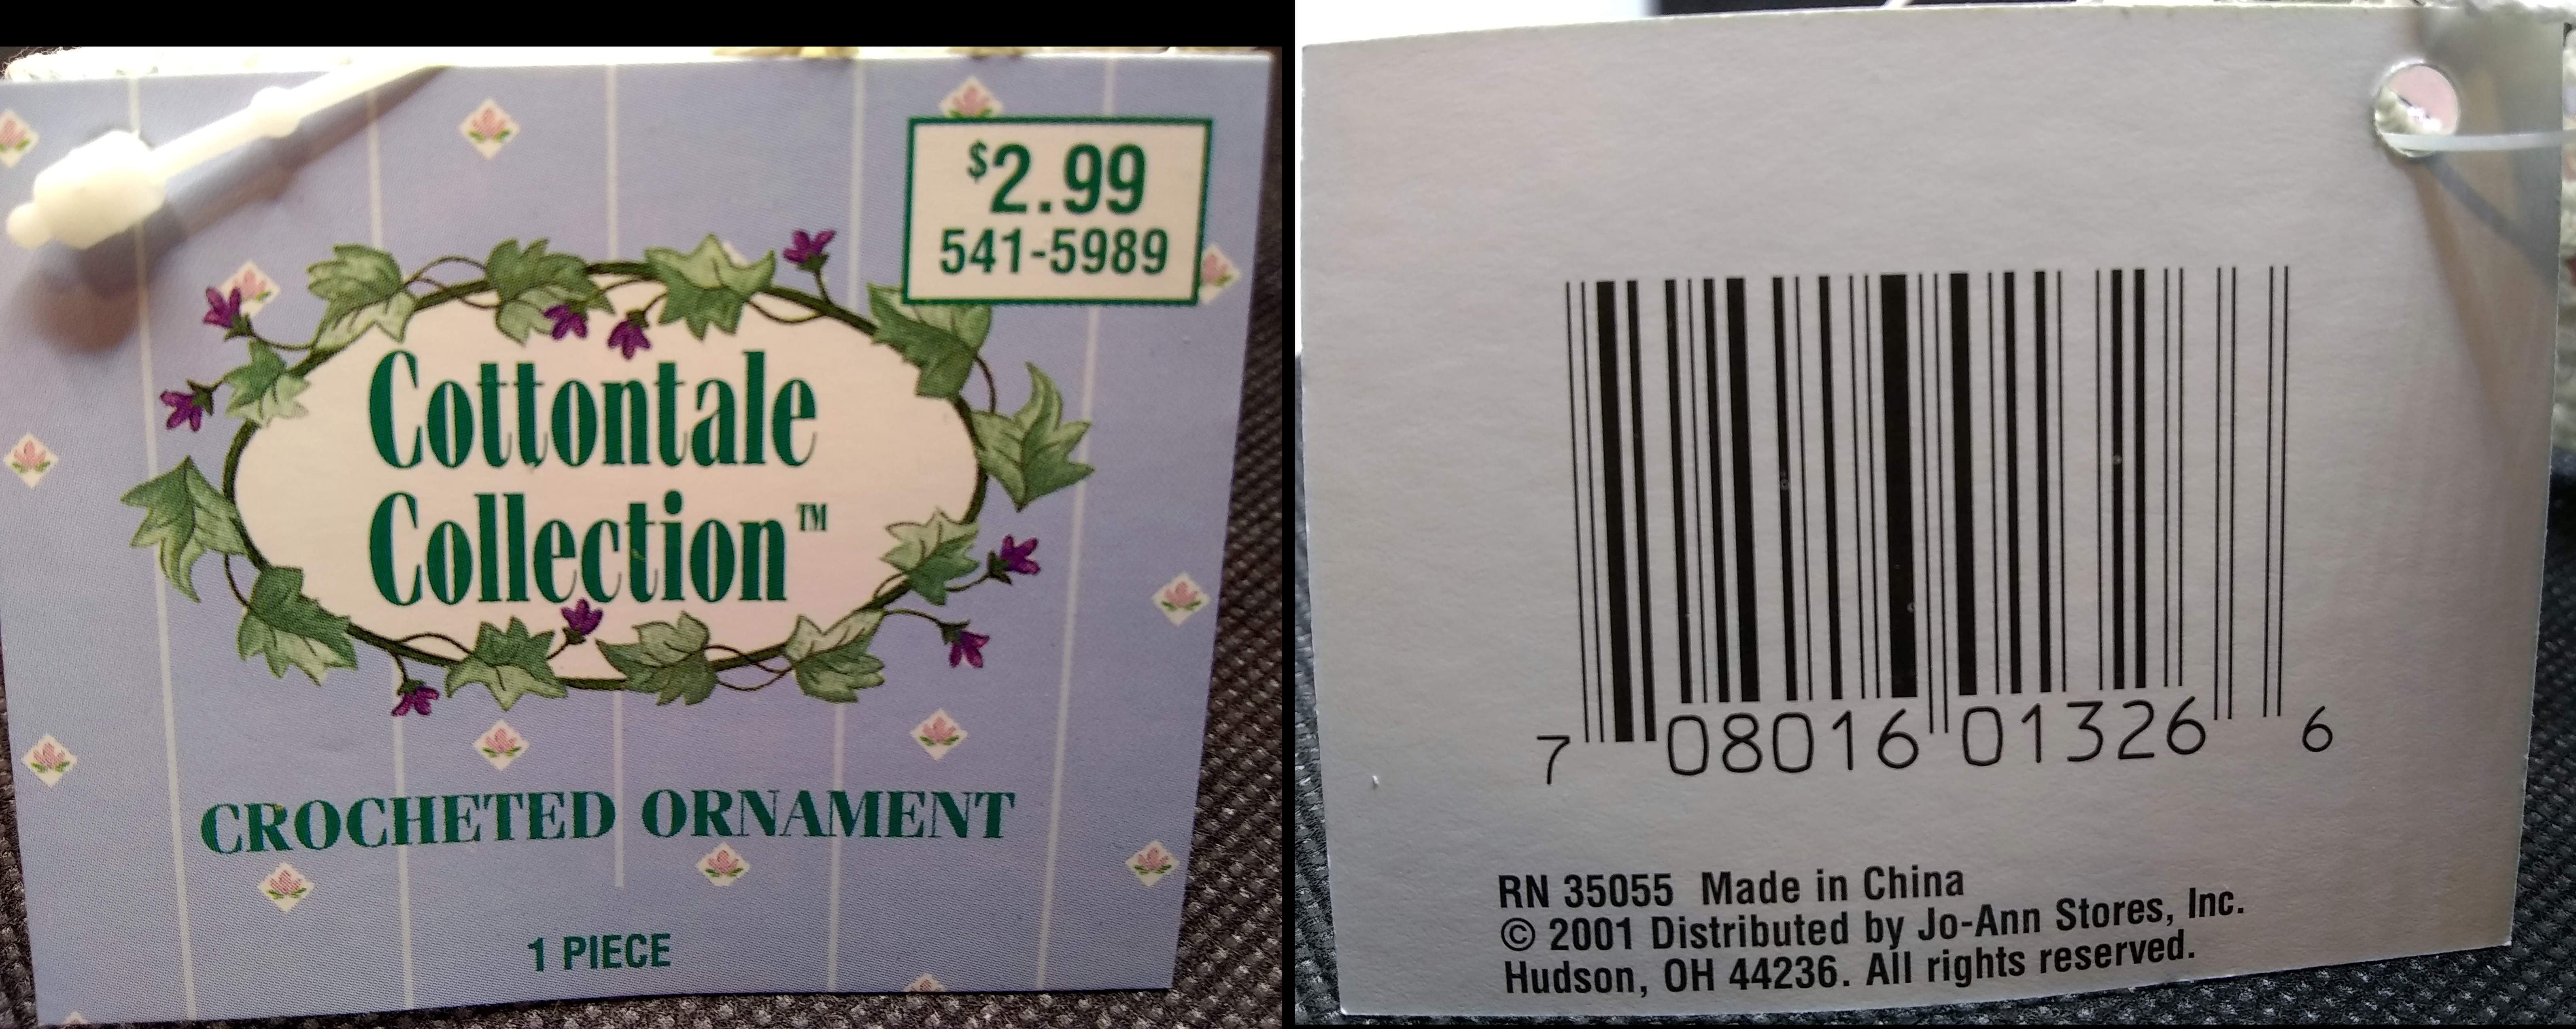 $2.99
541-5989
Cottontale
Collection™
CROCHETED ORNAMENT
1 PIECE
7 08016 01326 6
RN 35055 Made in China
© 2001 Distributed by Jo-Ann Stores, Inc.
Hudson, OH 44236. All rights reserved.